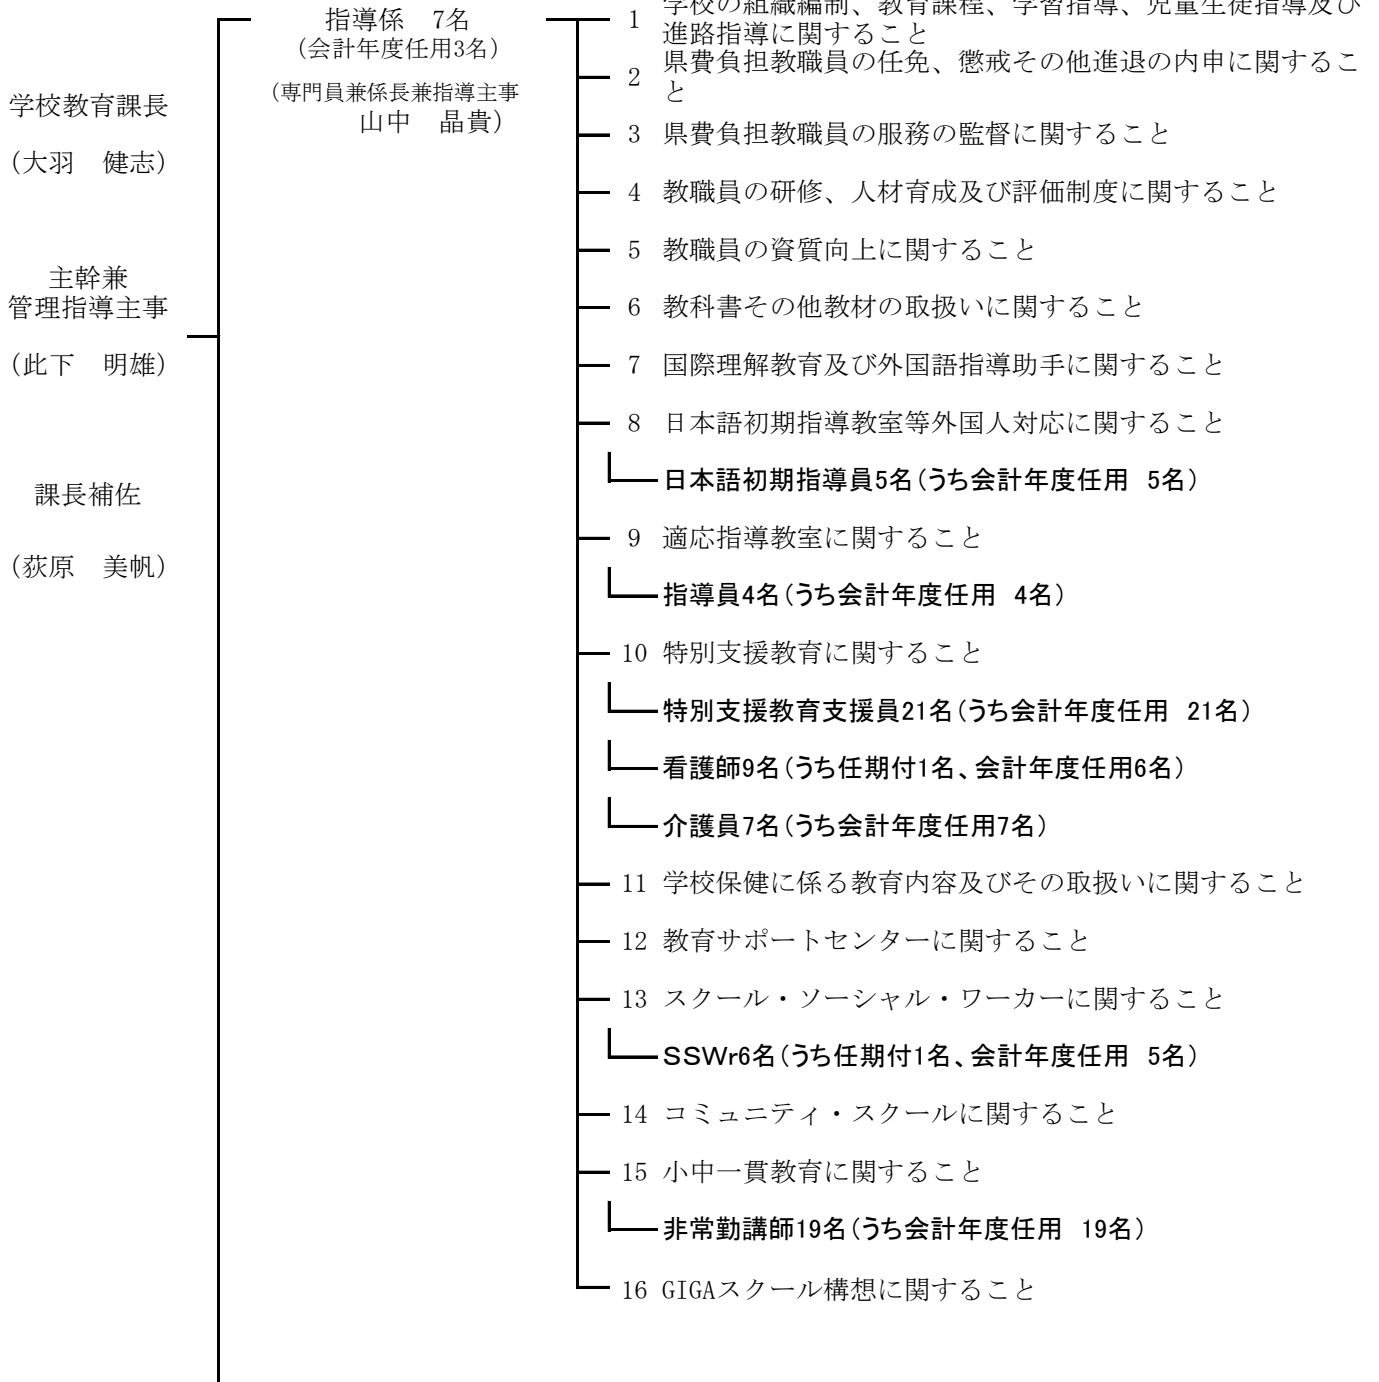 学校教育課長
(大羽　健志)
主幹兼
管理指導主事
(此下　明雄)
課長補佐
(荻原　美帆)
指導係　7名
(会計年度任用3名)
(専門員兼係長兼指導主事
山中　晶貴)
1 学校の組織編制、教育課程、学習指導、児童生徒指導及び
進路指導に関すること
2 県費負担教職員の任免、懲戒その他進退の内申に関するこ
と
3 県費負担教職員の服務の監督に関すること
4 教職員の研修、人材育成及び評価制度に関すること
5 教職員の資質向上に関すること
6 教科書その他教材の取扱いに関すること
7 国際理解教育及び外国語指導助手に関すること
8 日本語初期指導教室等外国人対応に関すること
日本語初期指導員5名(うち会計年度任用　5名)
9 適応指導教室に関すること
指導員4名(うち会計年度任用　4名)
10 特別支援教育に関すること
特別支援教育支援員21名(うち会計年度任用　21名)
看護師9名(うち任期付1名、会計年度任用6名)
介護員7名(うち会計年度任用7名)
11 学校保健に係る教育内容及びその取扱いに関すること
12 教育サポートセンターに関すること
13 スクール・ソーシャル・ワーカーに関すること
SSWr6名(うち任期付1名、会計年度任用　5名)
14 コミュニティ・スクールに関すること
15 小中一貫教育に関すること
非常勤講師19名(うち会計年度任用　19名)
16 GIGAスクール構想に関すること